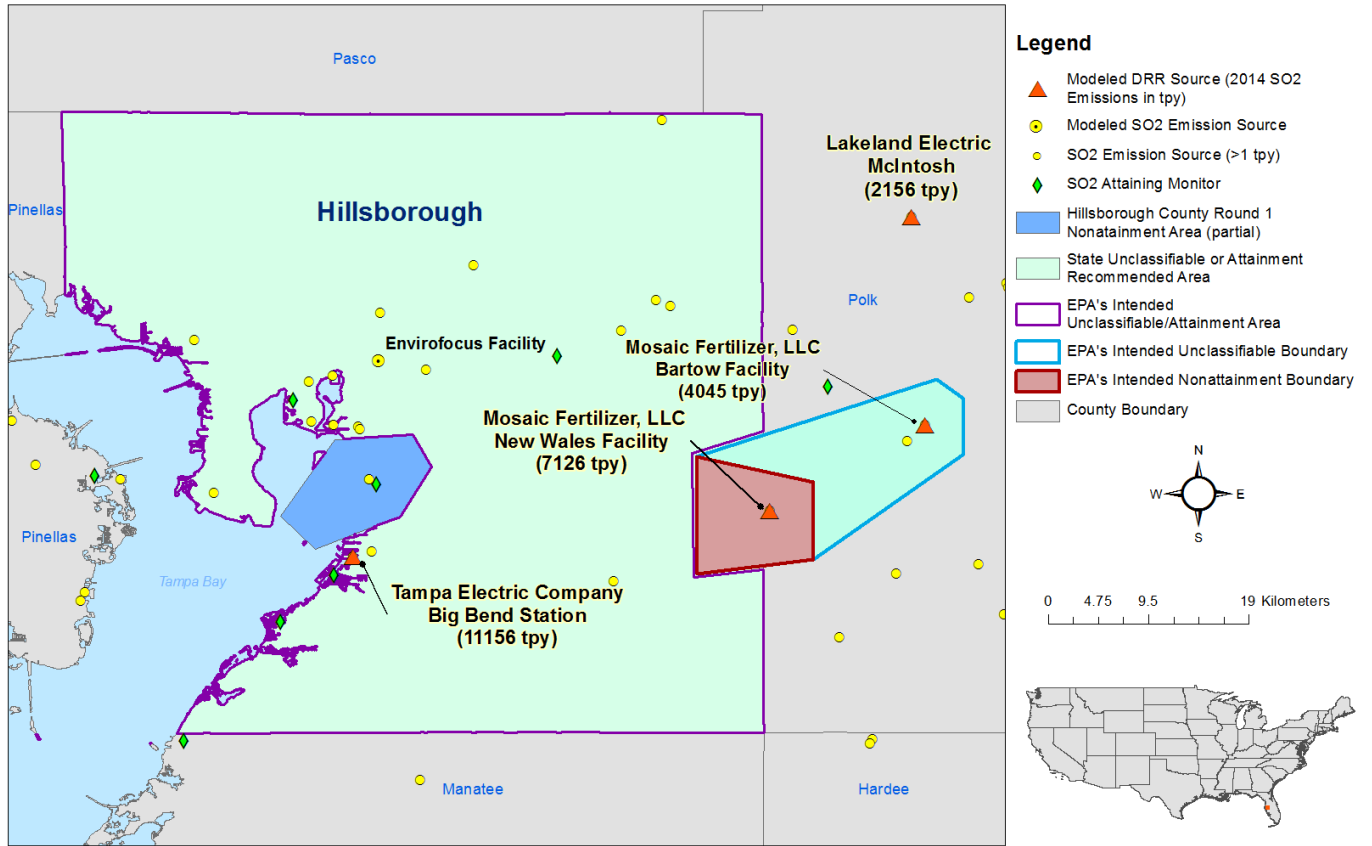 Pasco
Pinellas
Hillsborough
Lakeland Electric
McIntosh
(2156 tpy)
Polk
Envirofocus Facility
Mosaic Fertilizer, LLC
Bartow Facility
(4045 tpy)
Mosaic Fertilizer, LLC
New Wales Facility
(7126 tpy)
Pinellas
Tampa Bay
Tampa Electric Company
Big Bend Station
(11156 tpy)
Manatee
Hardee
Legend
Modeled DRR Source (2014 SO2
Emissions in tpy)
Modeled SO2 Emission Source
SO2 Emission Source (>1 tpy)
SO2 Attaining Monitor
Hillsborough County Round 1
Nonatainment Area (partial)
State Unclassifiable or Attainment
Recommended Area
EPA's Intended
Unclassifiable/Attainment Area
EPA's Intended Unclassifiable Boundary
EPA's Intended Nonattainment Boundary
County Boundary
N
W E
S
0 4.75 9.5 19 Kilometers